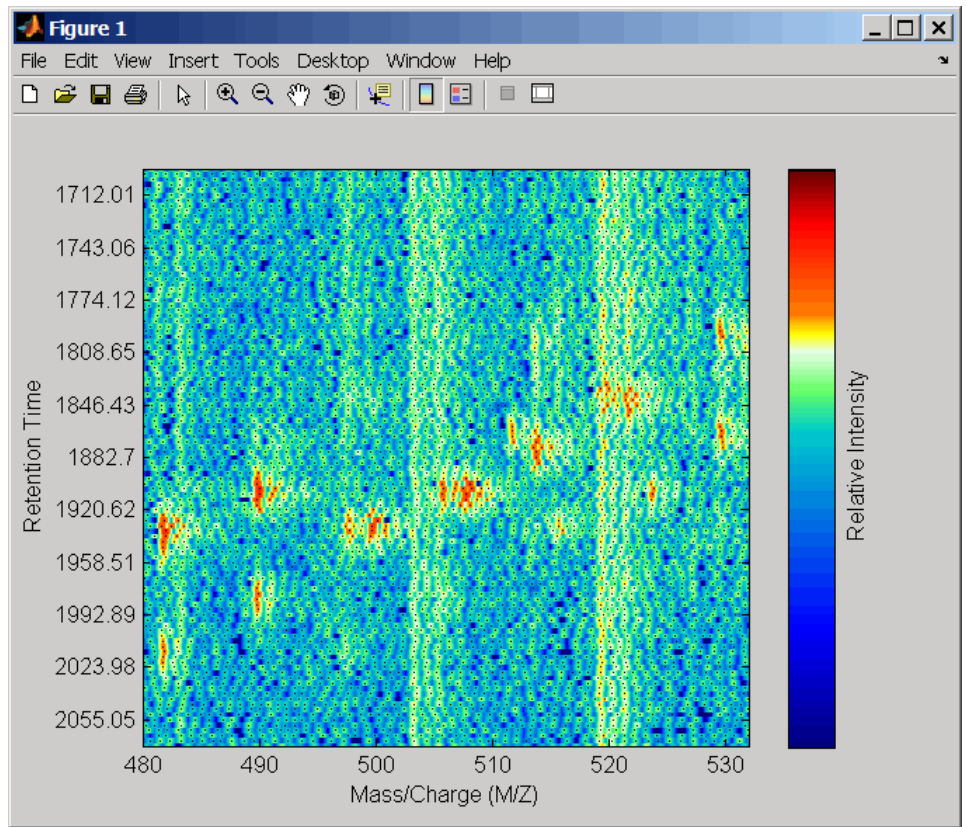 Figure 1
File Edit View Insert Tools Desktop Window Help
1712.01
1743.06
1774.12
1808.65
1846.43
1882.7
1920.62
1958.51
1992.89
2023.98
2055.05
Retention Time
480 490 500 510 520 530
Mass/Charge (M/Z)
Relative Intensity